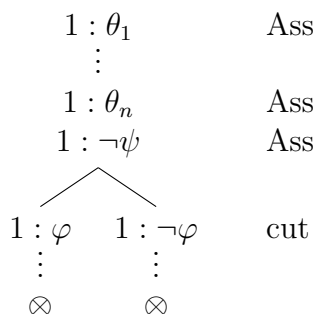 1 : θ₁ Ass
⋮
1 : θₙ Ass
1 : ¬ψ Ass
1 : φ 1 : ¬φ cut
⋮ ⋮
⊗ ⊗